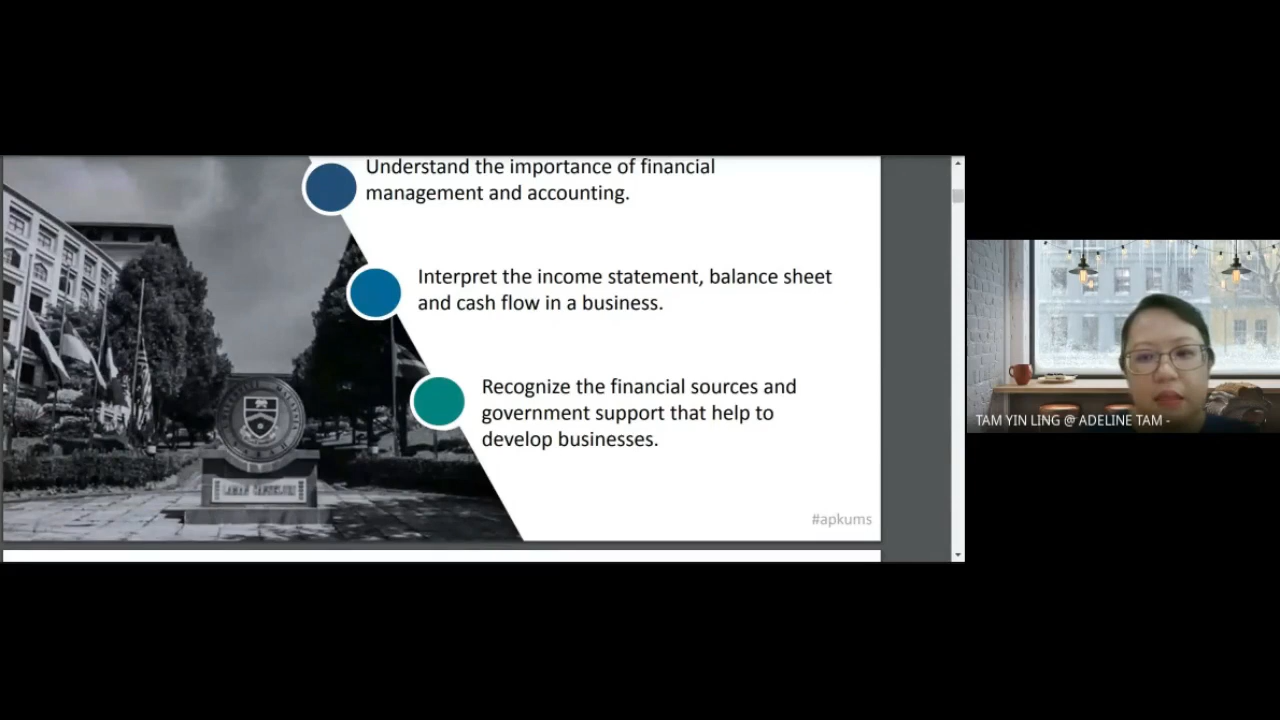 Understand the importance of financial
management and accounting.
Interpret the income statement, balance sheet
and cash flow in a business.
Recognize the financial sources and
government support that help to
develop businesses.
#apkums
TAM YIN LING @ ADELINE TAM -